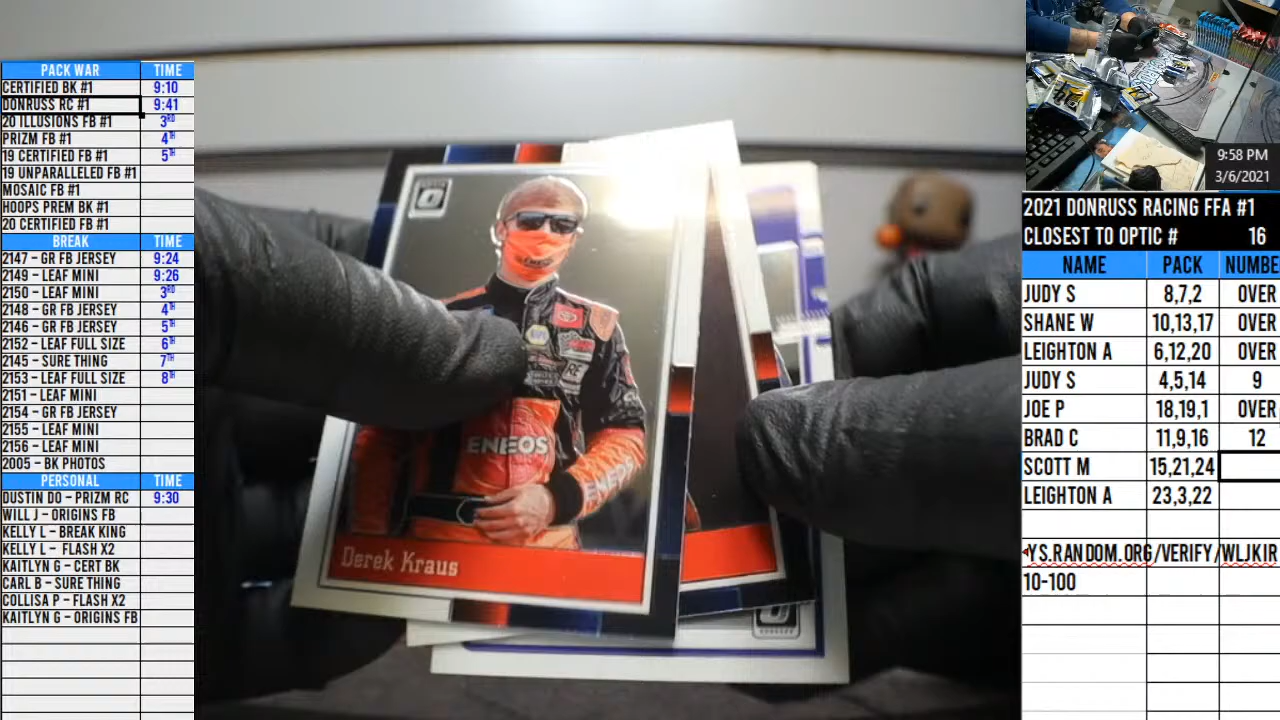 PACK WAR TIME
CERTIFIED BK #1 9:10
DONRUSS RC #1 9:41
20 ILLUSIONS FB #1 3RD
PRIZM FB #1 4TH
19 CERTIFIED FB #1 5TH
19 UNPARALLELED FB #1
MOSAIC FB #1
HOOPS PREM BK #1
20 CERTIFIED FB #1
BREAK TIME
2147 - GR FB JERSEY 9:24
2149 - LEAF MINI 9:26
2150 - LEAF MINI 3RD
2148 - GR FB JERSEY 4TH
2146 - GR FB JERSEY 5TH
2152 - LEAF FULL SIZE 6TH
2145 - SURE THING 7TH
2153 - LEAF FULL SIZE 8TH
2151 - LEAF MINI
2154 - GR FB JERSEY
2155 - LEAF MINI
2156 - LEAF MINI
2005 - BK PHOTOS
PERSONAL TIME
DUSTIN DO - PRIZM RC 9:30
WILL J - ORIGINS FB
KELLY L - BREAK KING
KELLY L - FLASH X2
KAITLYN G - CERT BK
CARL B - SURE THING
COLLISA P - FLASH X2
KAITLYN G - ORIGINS FB
ENEOS
Derek Kraus
9:58 PM
3/6/2021
2021 DONRUSS RACING FFA #1
CLOSEST TO OPTIC # 16
NAME PACK NUMBE
JUDY S 8,7,2 OVER
SHANE W 10,13,17 OVER
LEIGHTON A 6,12,20 OVER
JUDY S 4,5,14 9
JOE P 18,19,1 OVER
BRAD C 11,9,16 12
SCOTT M 15,21,24
LEIGHTON A 23,3,22
YS.RANDOM.ORG/VERIFY/WLJKIR
10-100